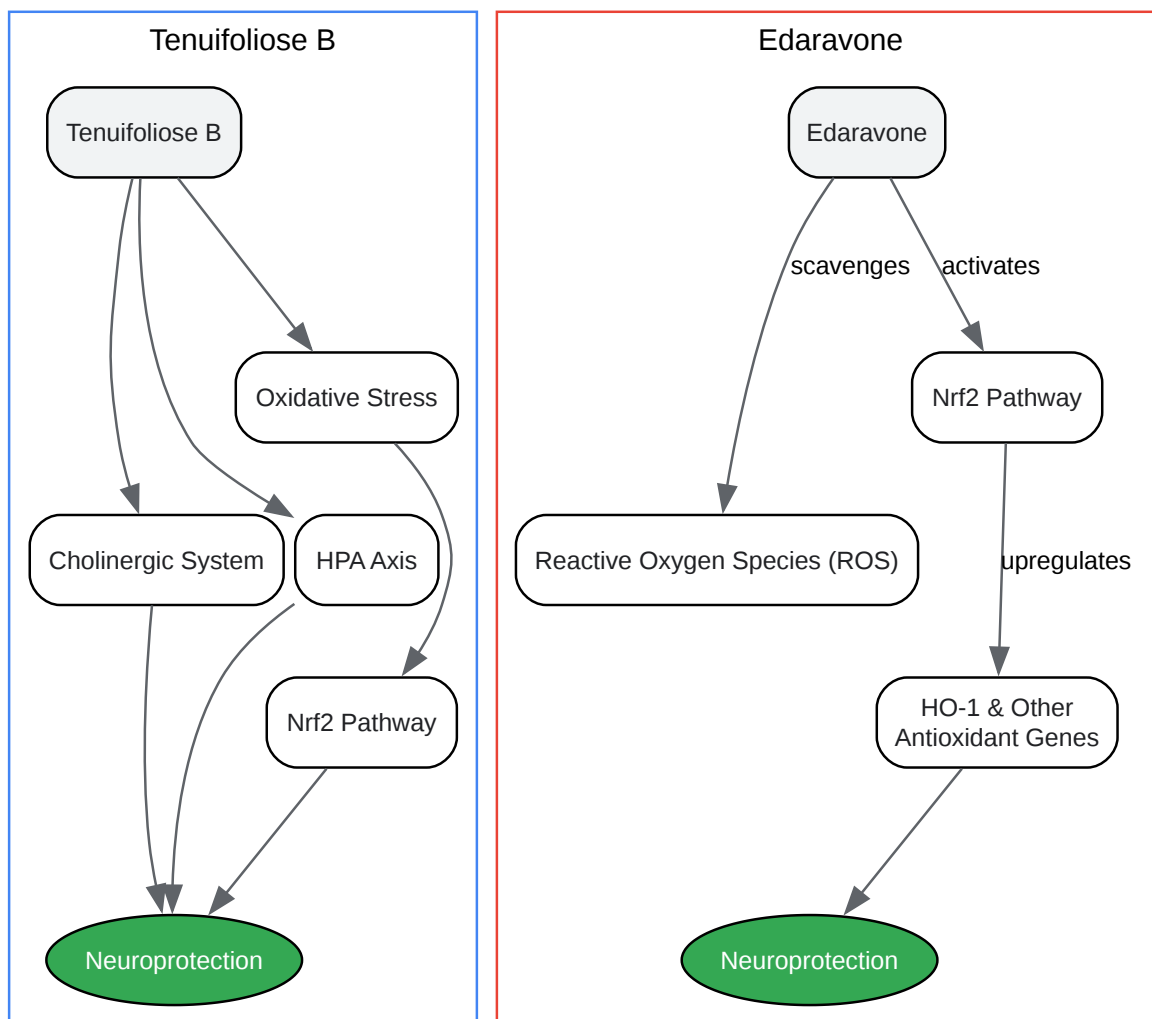 Tenuifoliose B
Tenuifoliose B
Oxidative Stress
Cholinergic System
HPA Axis
Nrf2 Pathway
Neuroprotection
Edaravone
Edaravone
scavenges
activates
Nrf2 Pathway
Reactive Oxygen Species (ROS)
upregulates
HO-1 & Other
Antioxidant Genes
Neuroprotection